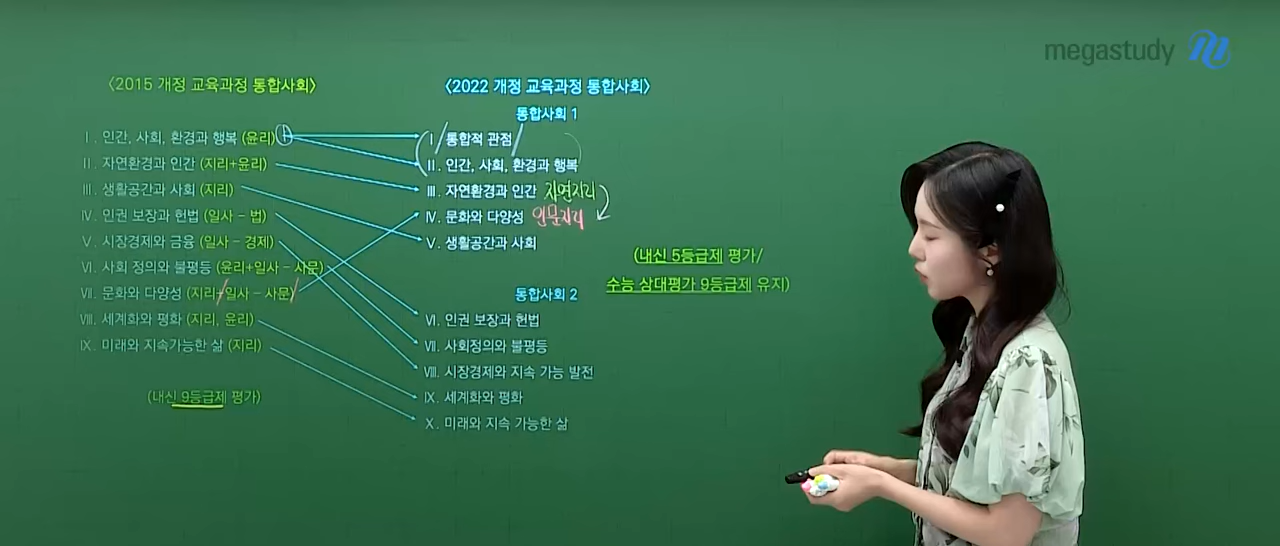 megastudy
<2015 개정 교육과정 통합사회>
Ⅰ. 인간, 사회, 환경과 행복 (윤리)
Ⅱ. 자연환경과 인간 (지리+윤리)
Ⅲ. 생활공간과 사회 (지리)
Ⅳ. 인권 보장과 헌법 (일사 - 법)
Ⅴ. 시장경제와 금융 (일사 - 경제)
Ⅵ. 사회 정의와 불평등 (윤리+일사 - 사문)
Ⅶ. 문화와 다양성 (지리+일사 - 사문)
Ⅷ. 세계화와 평화 (지리, 윤리)
Ⅸ. 미래와 지속가능한 삶 (지리)
(내신 9등급제 평가)
<2022 개정 교육과정 통합사회>
통합사회 1
Ⅰ. 통합적 관점
Ⅱ. 인간, 사회, 환경과 행복
Ⅲ. 자연환경과 인간 자연지리
Ⅳ. 문화와 다양성 인문지리
Ⅴ. 생활공간과 사회
통합사회 2
Ⅵ. 인권 보장과 헌법
Ⅶ. 사회정의와 불평등
Ⅷ. 시장경제와 지속 가능 발전
Ⅸ. 세계화와 평화
Ⅹ. 미래와 지속 가능한 삶
(내신 5등급제 평가/
수능 상대평가 9등급제 유지)